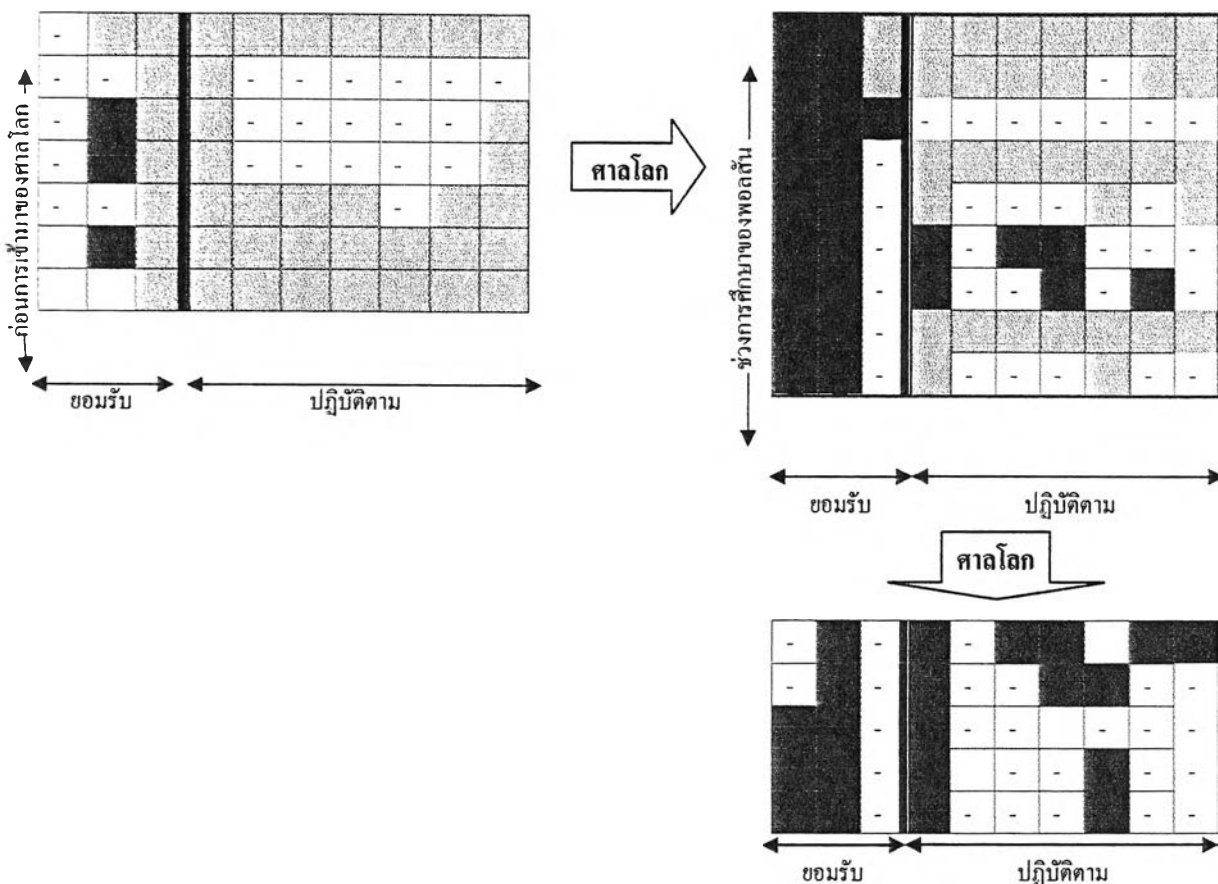 ก่อนการเข้ามาของศาลโลก
ยอมรับ
ปฏิบัติตาม
ศาลโลก
ช่วงการศึกษาของพอลสัน
ยอมรับ
ปฏิบัติตาม
ศาลโลก
ยอมรับ
ปฏิบัติตาม